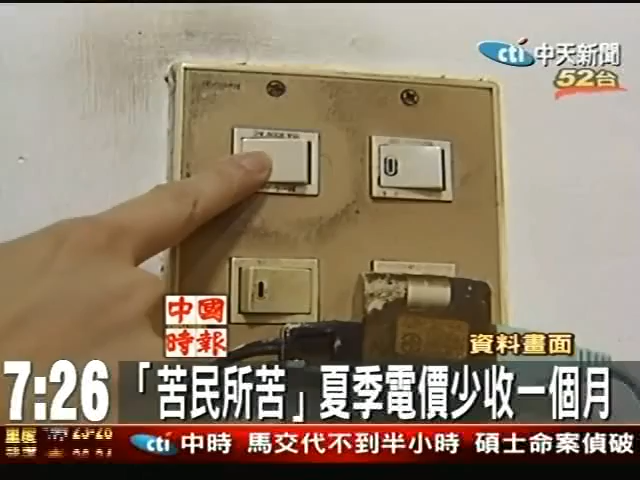 cti 中天新聞
52台
中國
時報
資料畫面
7:26 「苦民所苦」夏季電價少收一個月
cti 中時 馬交代不到半小時 碩士命案偵破